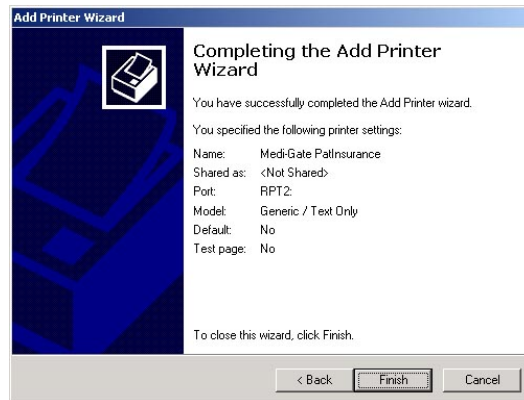 Add Printer Wizard
Completing the Add Printer
Wizard
You have successfully completed the Add Printer wizard.
You specified the following printer settings:
Name: Medi-Gate PatInsurance
Shared as: <Not Shared>
Port: RPT2:
Model: Generic / Text Only
Default: No
Test page: No
To close this wizard, click Finish.
< Back Finish Cancel